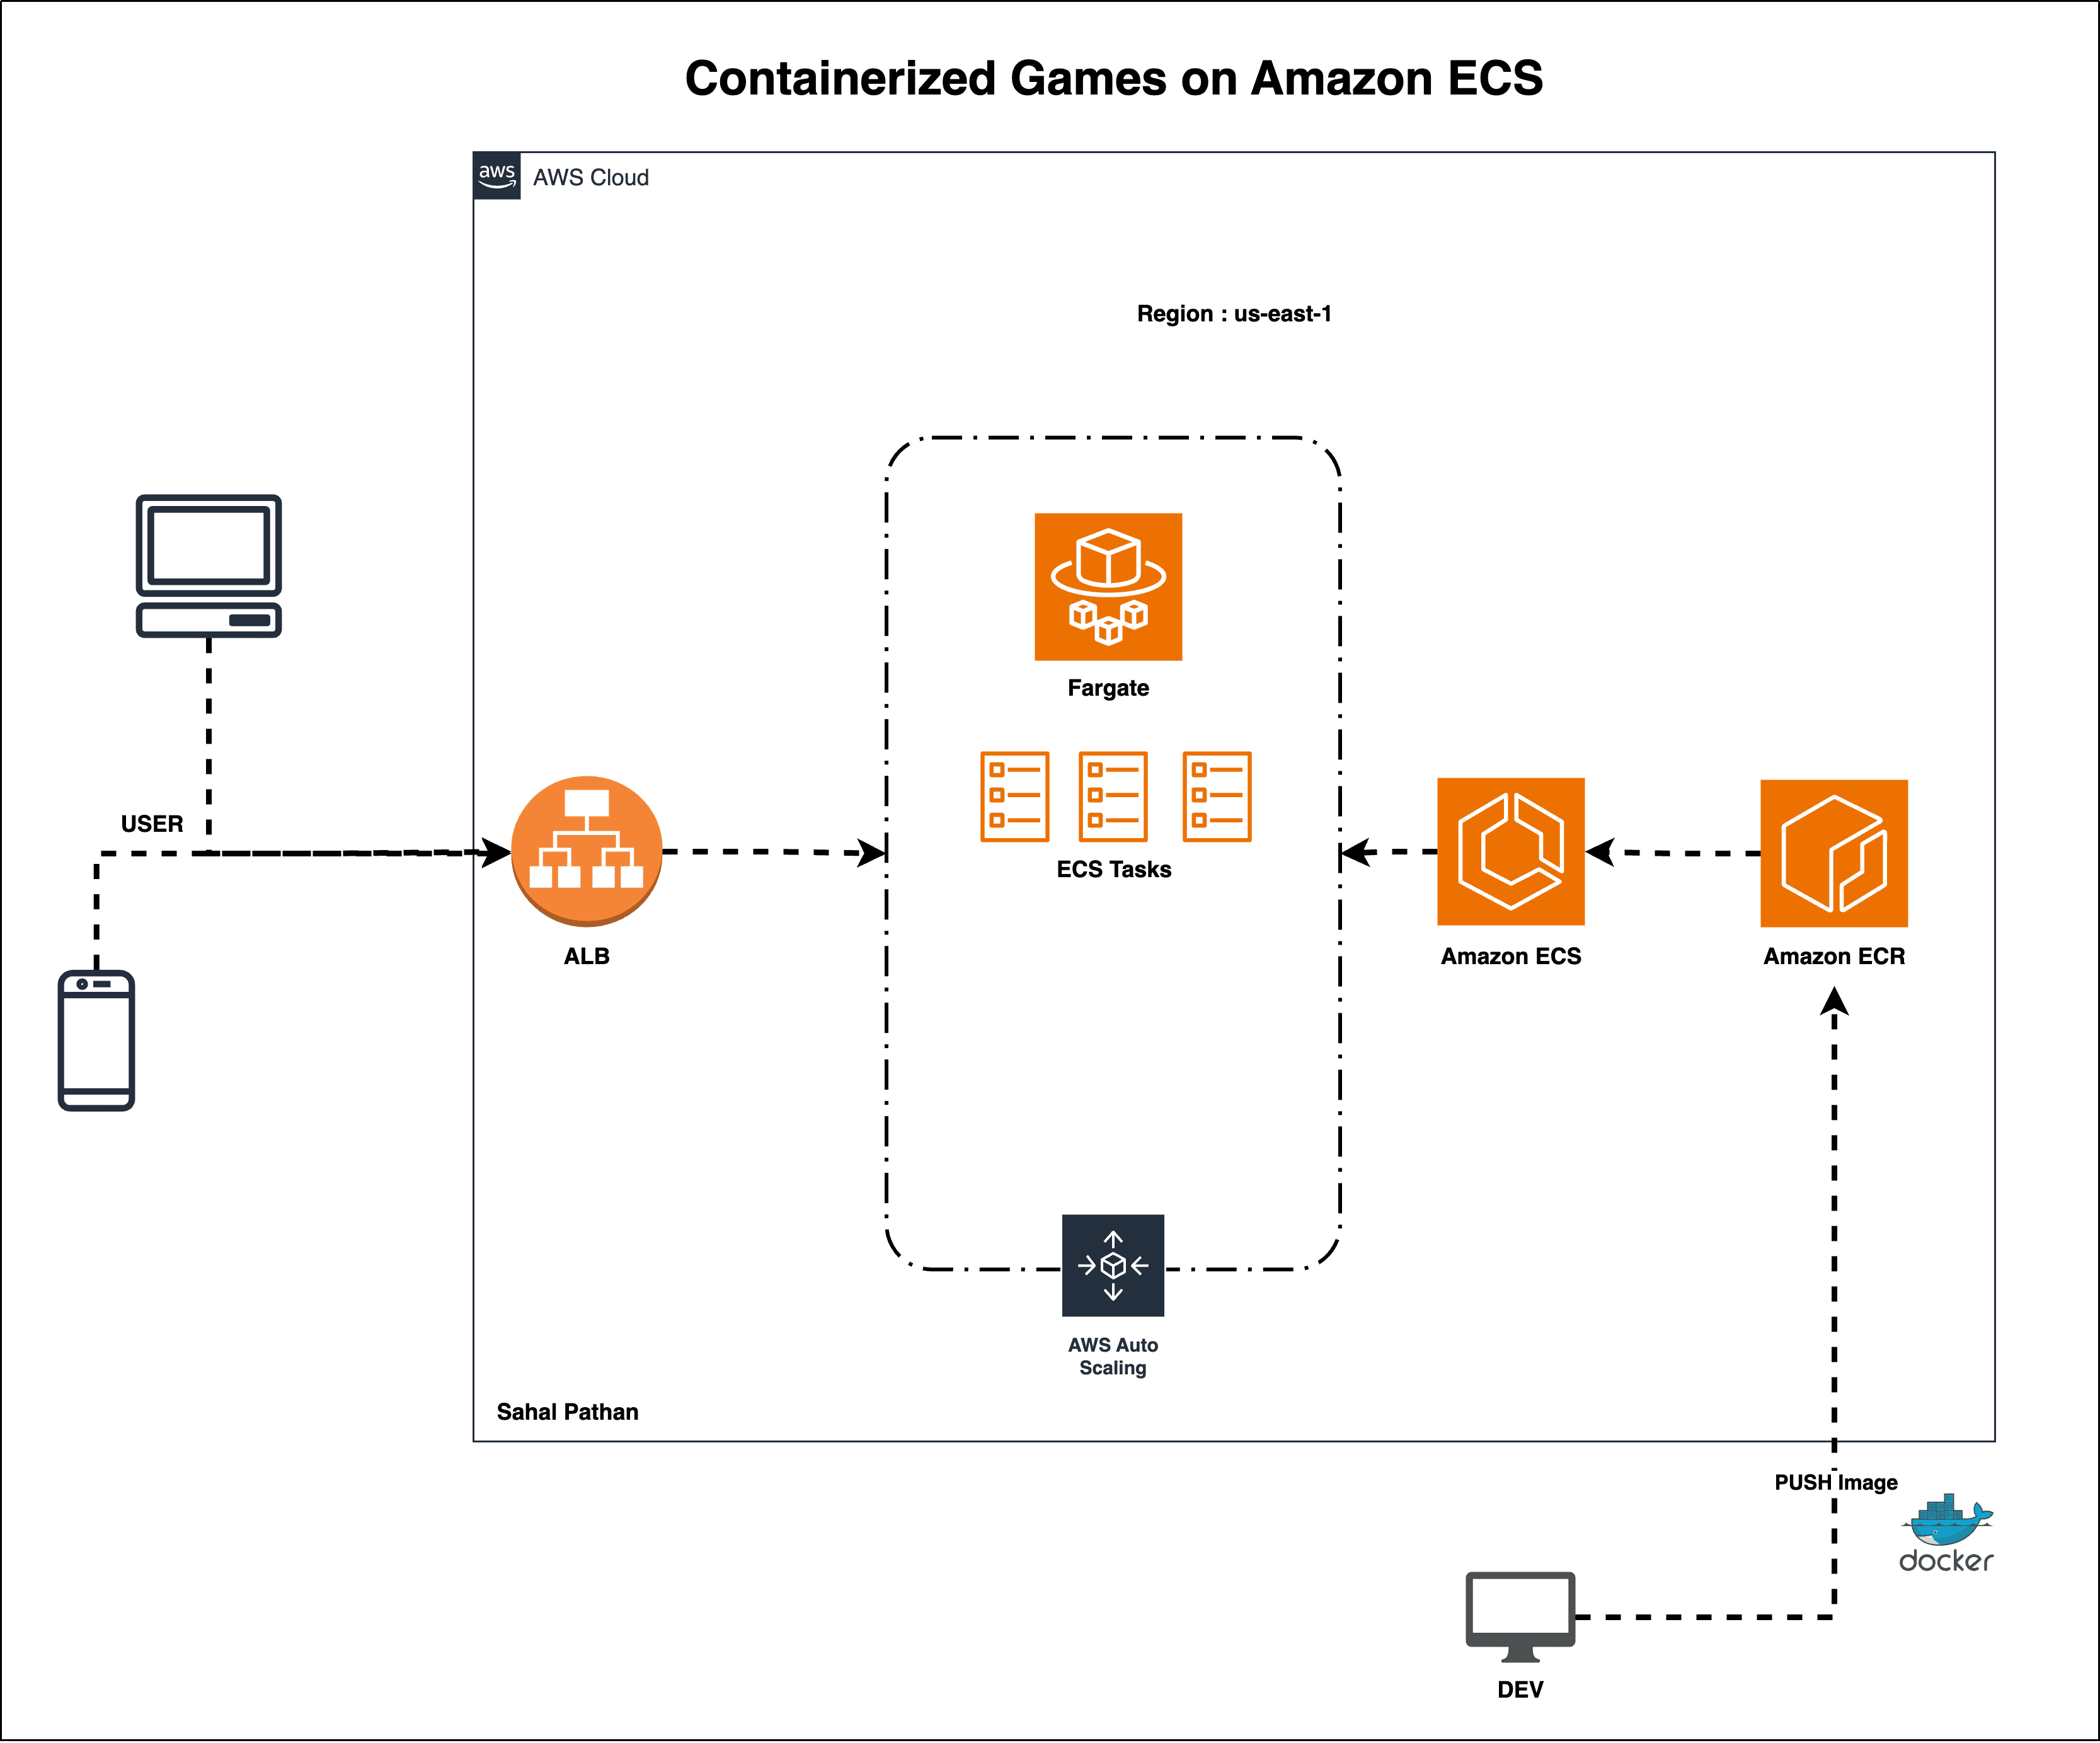 Containerized Games on Amazon ECS
aws
AWS Cloud
Region : us-east-1
Fargate
USER
ECS Tasks
ALB
Amazon ECS
Amazon ECR
AWS Auto
Scaling
Sahal Pathan
PUSH Image
docker
DEV